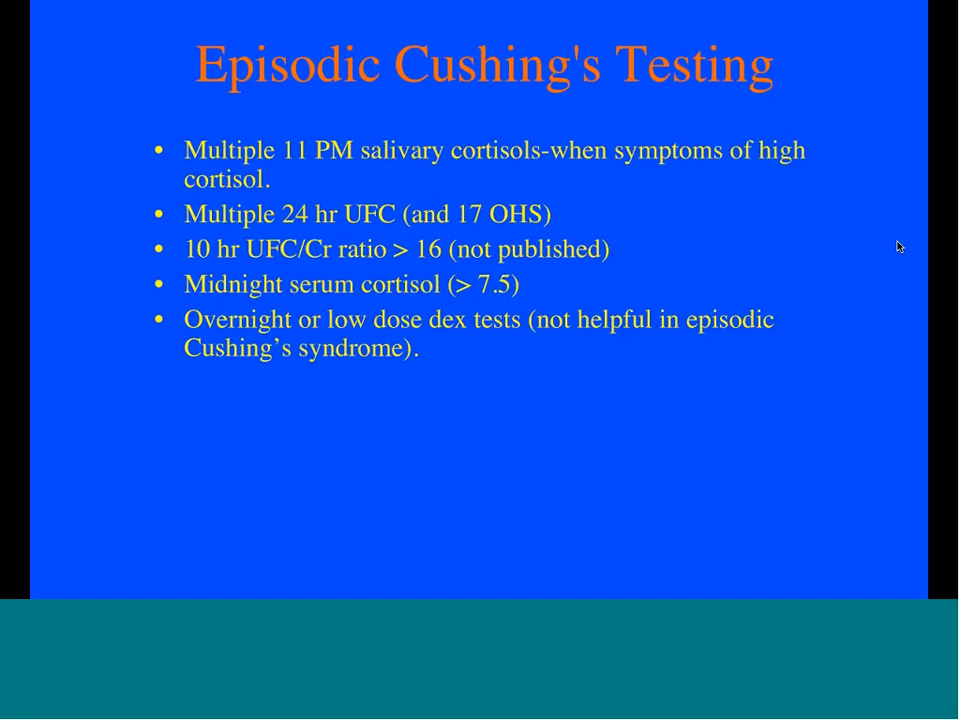 Episodic Cushing's Testing
• Multiple 11 PM salivary cortisols-when symptoms of high
cortisol.
• Multiple 24 hr UFC (and 17 OHS)
• 10 hr UFC/Cr ratio > 16 (not published)
• Midnight serum cortisol (> 7.5)
• Overnight or low dose dex tests (not helpful in episodic
Cushing’s syndrome).